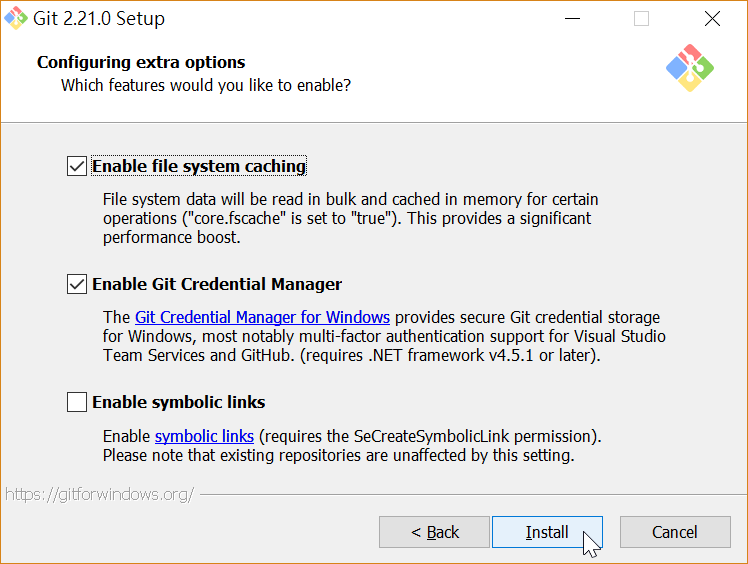 Git 2.21.0 Setup
Configuring extra options
Which features would you like to enable?
Enable file system caching
File system data will be read in bulk and cached in memory for certain
operations ("core.fscache" is set to "true"). This provides a significant
performance boost.
Enable Git Credential Manager
The Git Credential Manager for Windows provides secure Git credential storage
for Windows, most notably multi-factor authentication support for Visual Studio
Team Services and GitHub. (requires .NET framework v4.5.1 or later).
Enable symbolic links
Enable symbolic links (requires the SeCreateSymbolicLink permission).
Please note that existing repositories are unaffected by this setting.
https://gitforwindows.org/
< Back
Install
Cancel